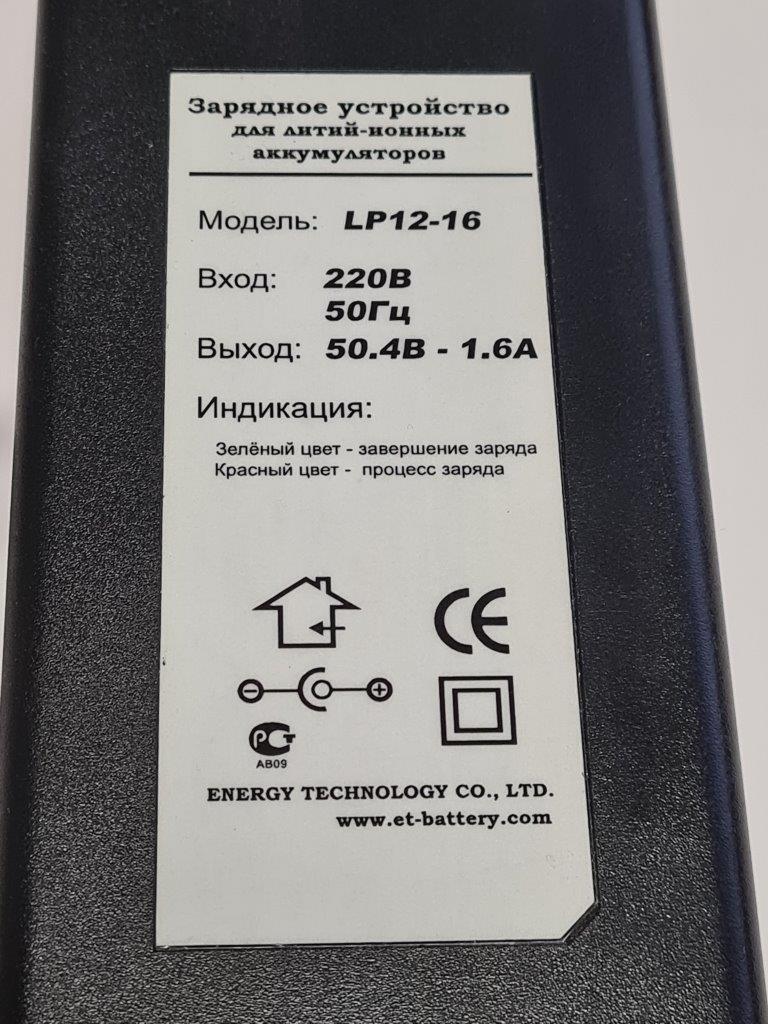 Зарядное устройство
для литий-ионных
аккумуляторов
Модель: LP12-16
Вход: 220В
50Гц
Выход: 50.4В - 1.6А
Индикация:
Зелёный цвет - завершение заряда
Красный цвет - процесс заряда
CE
РСТ
АВ09
ENERGY TECHNOLOGY CO., LTD.
www.et-battery.com